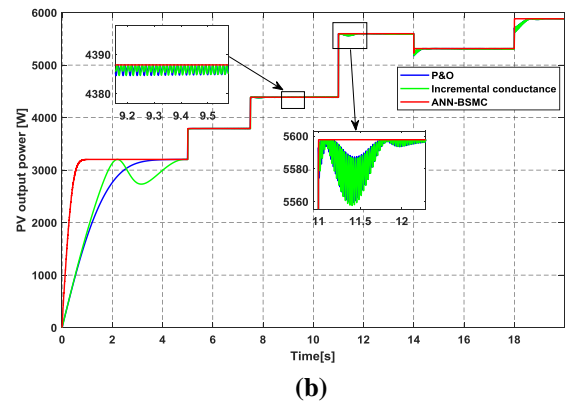 6000
5000
4000
3000
2000
1000
0
PV output power [W]
4390
4380
9.2 9.3 9.4 9.5
P&O
Incremental conductance
ANN-BSMC
5600
5580
5560
11 11.5 12
0 2 4 6 8 10 12 14 16 18
Time[s]
(b)